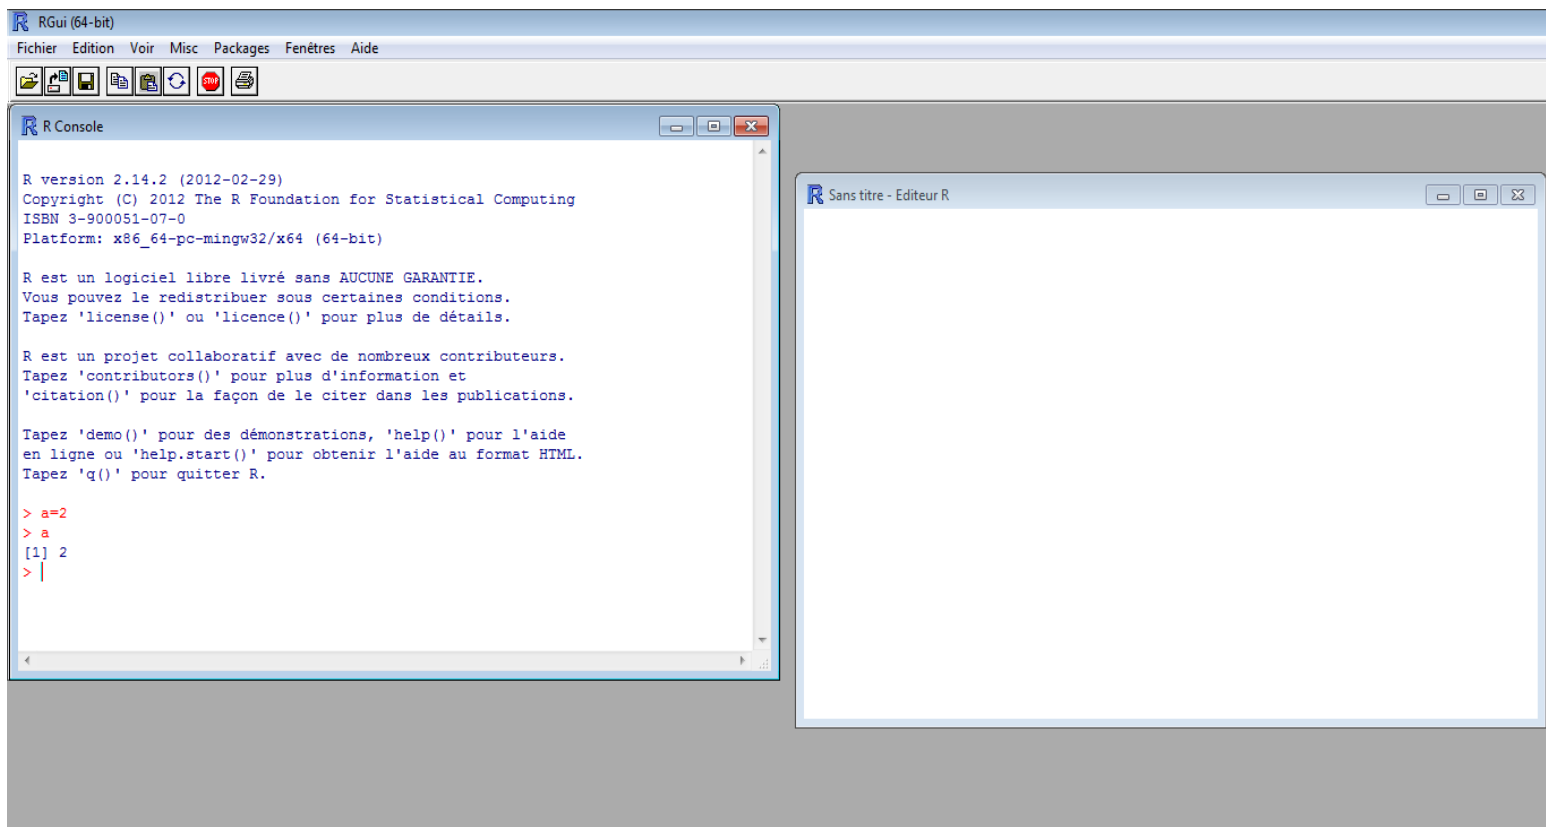 RGui (64-bit)
Fichier Edition Voir Misc Packages Fenêtres Aide
STOP
R Console
R version 2.14.2 (2012-02-29)
Copyright (C) 2012 The R Foundation for Statistical Computing
ISBN 3-900051-07-0
Platform: x86_64-pc-mingw32/x64 (64-bit)
R est un logiciel libre livré sans AUCUNE GARANTIE.
Vous pouvez le redistribuer sous certaines conditions.
Tapez 'license()' ou 'licence()' pour plus de détails.
R est un projet collaboratif avec de nombreux contributeurs.
Tapez 'contributors()' pour plus d'information et
'citation()' pour la façon de le citer dans les publications.
Tapez 'demo()' pour des démonstrations, 'help()' pour l'aide
en ligne ou 'help.start()' pour obtenir l'aide au format HTML.
Tapez 'q()' pour quitter R.
> a=2
> a
[1] 2
>
Sans titre - Editeur R